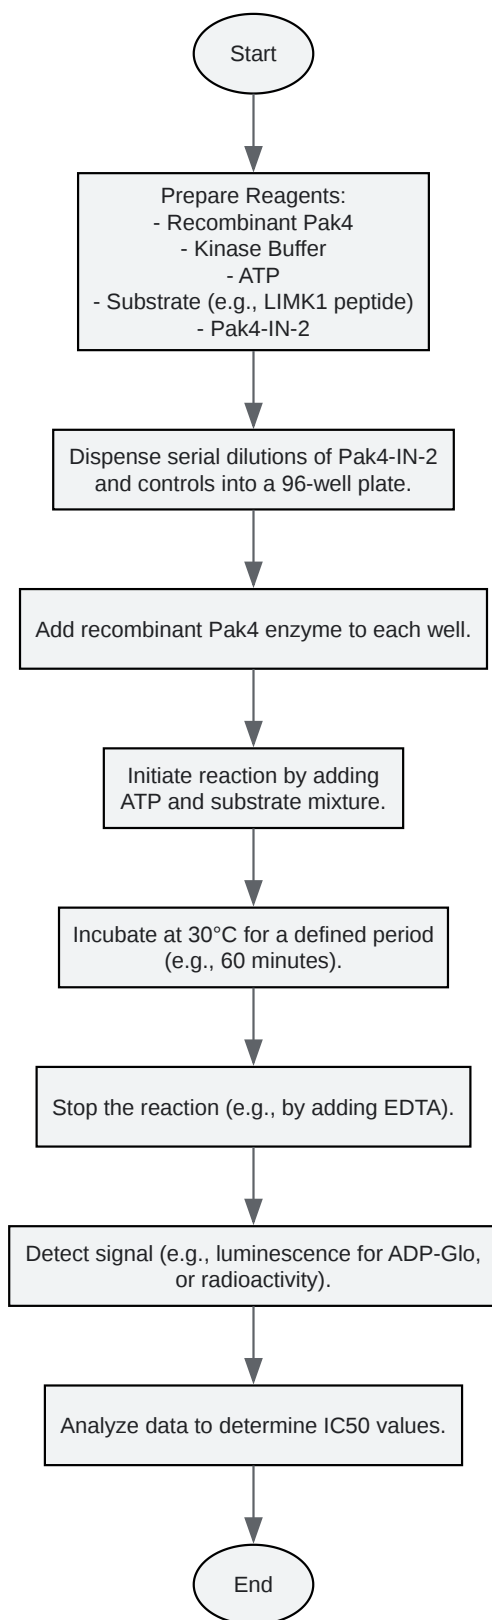 Start
Prepare Reagents:
- Recombinant Pak4
- Kinase Buffer
- ATP
- Substrate (e.g., LIMK1 peptide)
- Pak4-IN-2
Dispense serial dilutions of Pak4-IN-2
and controls into a 96-well plate.
Add recombinant Pak4 enzyme to each well.
Initiate reaction by adding
ATP and substrate mixture.
Incubate at 30°C for a defined period
(e.g., 60 minutes).
Stop the reaction (e.g., by adding EDTA).
Detect signal (e.g., luminescence for ADP-Glo,
or radioactivity).
Analyze data to determine IC50 values.
End